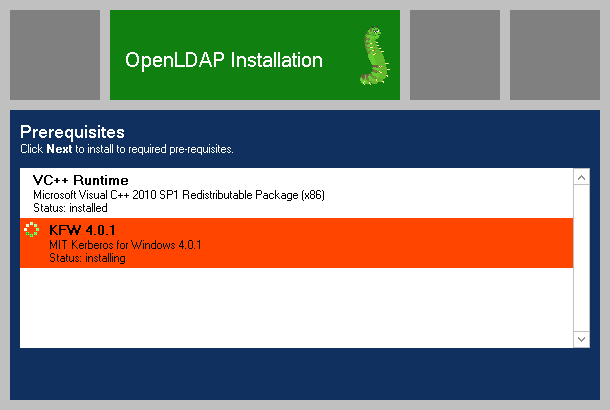 OpenLDAP Installation
Prerequisites
Click Next to install to required pre-requisites.
VC++ Runtime
Microsoft Visual C++ 2010 SP1 Redistributable Package (x86)
Status: installed
KFW 4.0.1
MIT Kerberos for Windows 4.0.1
Status: installing